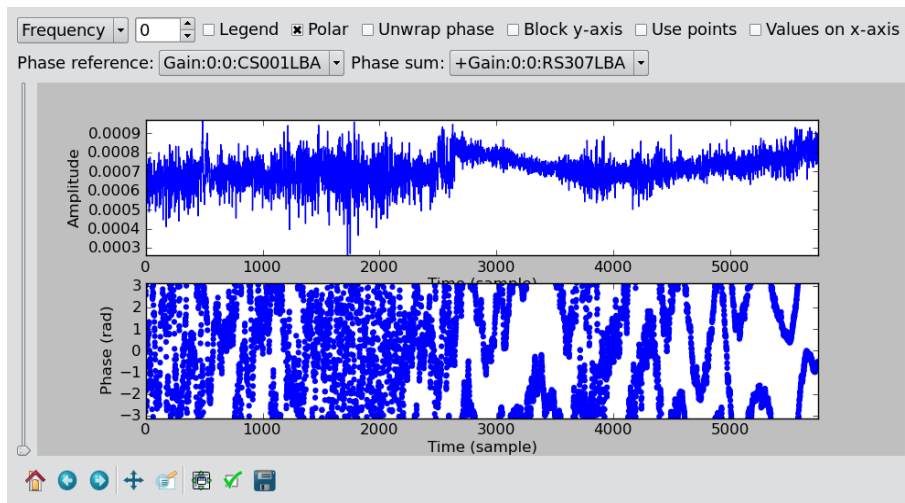 Frequency 0 Legend Polar Unwrap phase Block y-axis Use points Values on x-axis
Phase reference: Gain:0:0:CS001LBA Phase sum: +Gain:0:0:RS307LBA
0.0009
0.0008
0.0007
0.0006
0.0005
0.0004
0.0003
Amplitude
0 1000 2000 3000 4000 5000
Time (sample)
3
2
1
0
−1
−2
−3
Phase (rad)
0 1000 2000 3000 4000 5000
Time (sample)